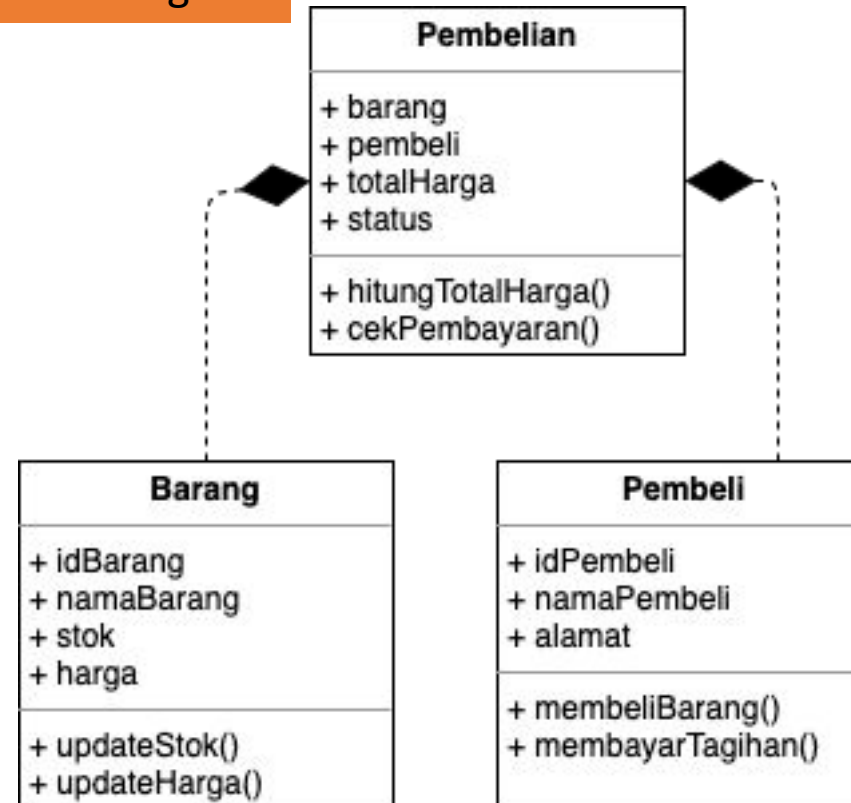 Pembelian
+ barang
+ pembeli
+ totalHarga
+ status
+ hitungTotalHarga()
+ cekPembayaran()
Barang
+ idBarang
+ namaBarang
+ stok
+ harga
+ updateStok()
+ updateHarga()
Pembeli
+ idPembeli
+ namaPembeli
+ alamat
+ membeliBarang()
+ membayarTagihan()